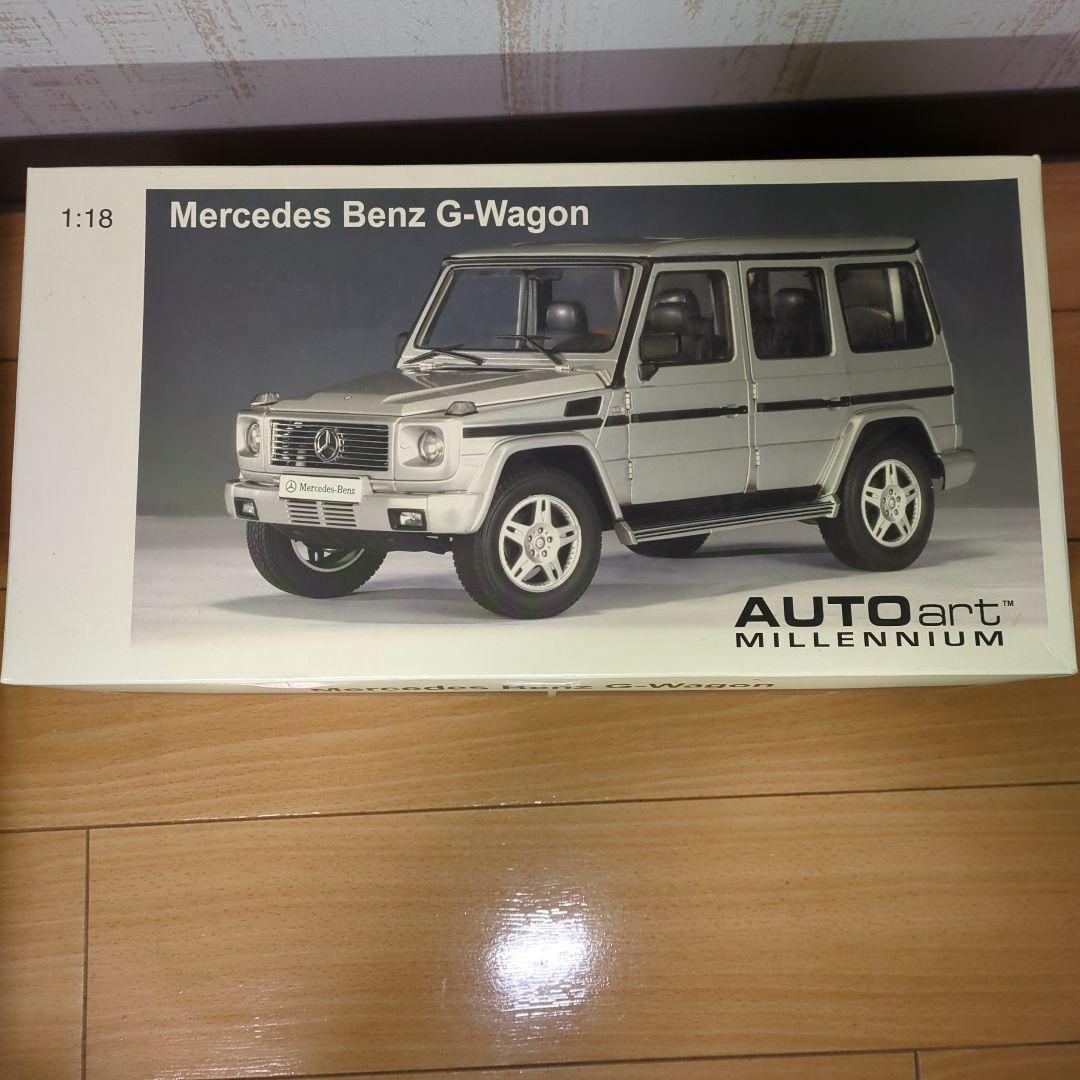 1:18
Mercedes Benz G-Wagon
Mercedes-Benz
AUTOart™
MILLENNIUM
Mercedes Benz G-Wagon